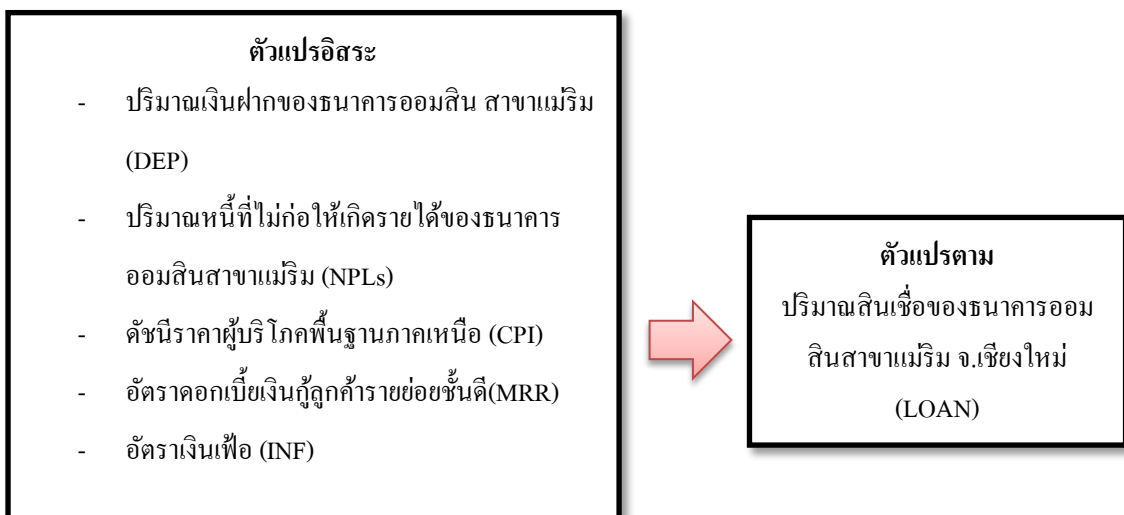 ตัวแปรอิสระ
- ปริมาณเงินฝากของธนาคารออมสิน สาขาแม่ริม
(DEP)
- ปริมาณหนี้ที่ไม่ก่อให้เกิดรายได้ของธนาคาร
ออมสินสาขาแม่ริม (NPLs)
- ดัชนีราคาผู้บริโภคพื้นฐานภาคเหนือ (CPI)
- อัตราดอกเบี้ยเงินกู้ลูกค้ารายย่อยชั้นดี(MRR)
- อัตราเงินเฟ้อ (INF)
ตัวแปรตาม
ปริมาณสินเชื่อของธนาคารออม
สินสาขาแม่ริม จ.เชียงใหม่
(LOAN)